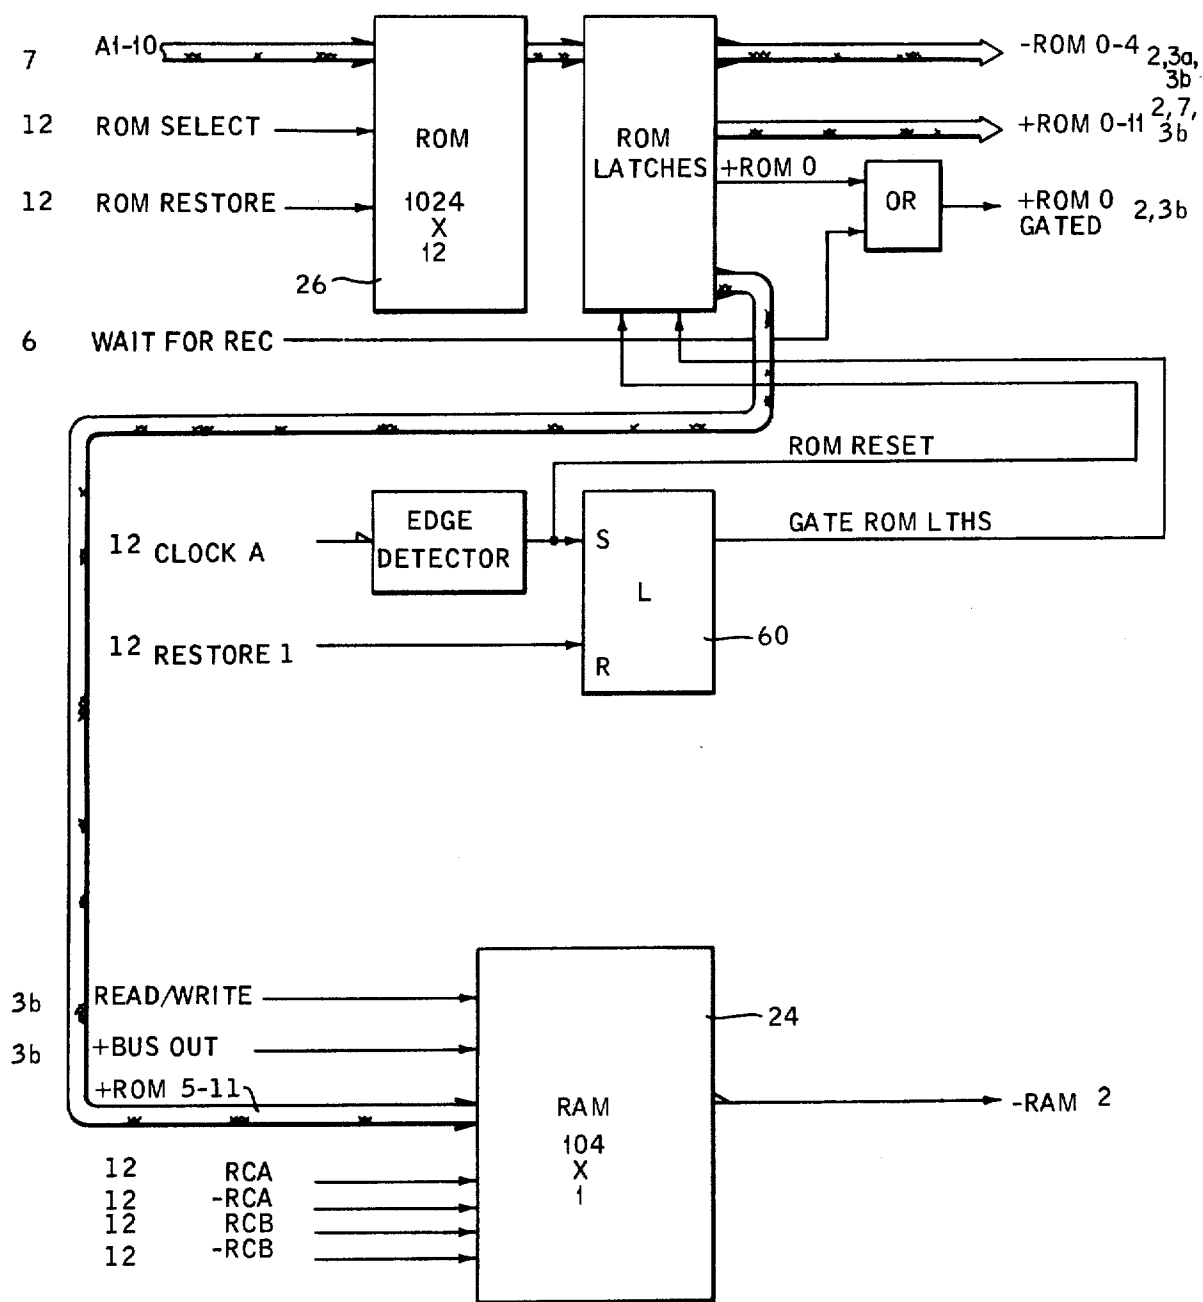 7 A1-10
-ROM 0-4 2,3a,
3b
12 ROM SELECT
ROM
ROM
LATCHES
+ROM 0-11 2,7,
3b
+ROM 0
12 ROM RESTORE
1024
X
12
OR
+ROM 0
GATED 2,3b
26
6 WAIT FOR REC
ROM RESET
12 CLOCK A
EDGE
DETECTOR
S
L
R
GATE ROM LTHS
12 RESTORE 1
60
3b READ/WRITE
24
3b +BUS OUT
+ROM 5-11
RAM
104
X
1
-RAM 2
12 RCA
12 -RCA
12 RCB
12 -RCB